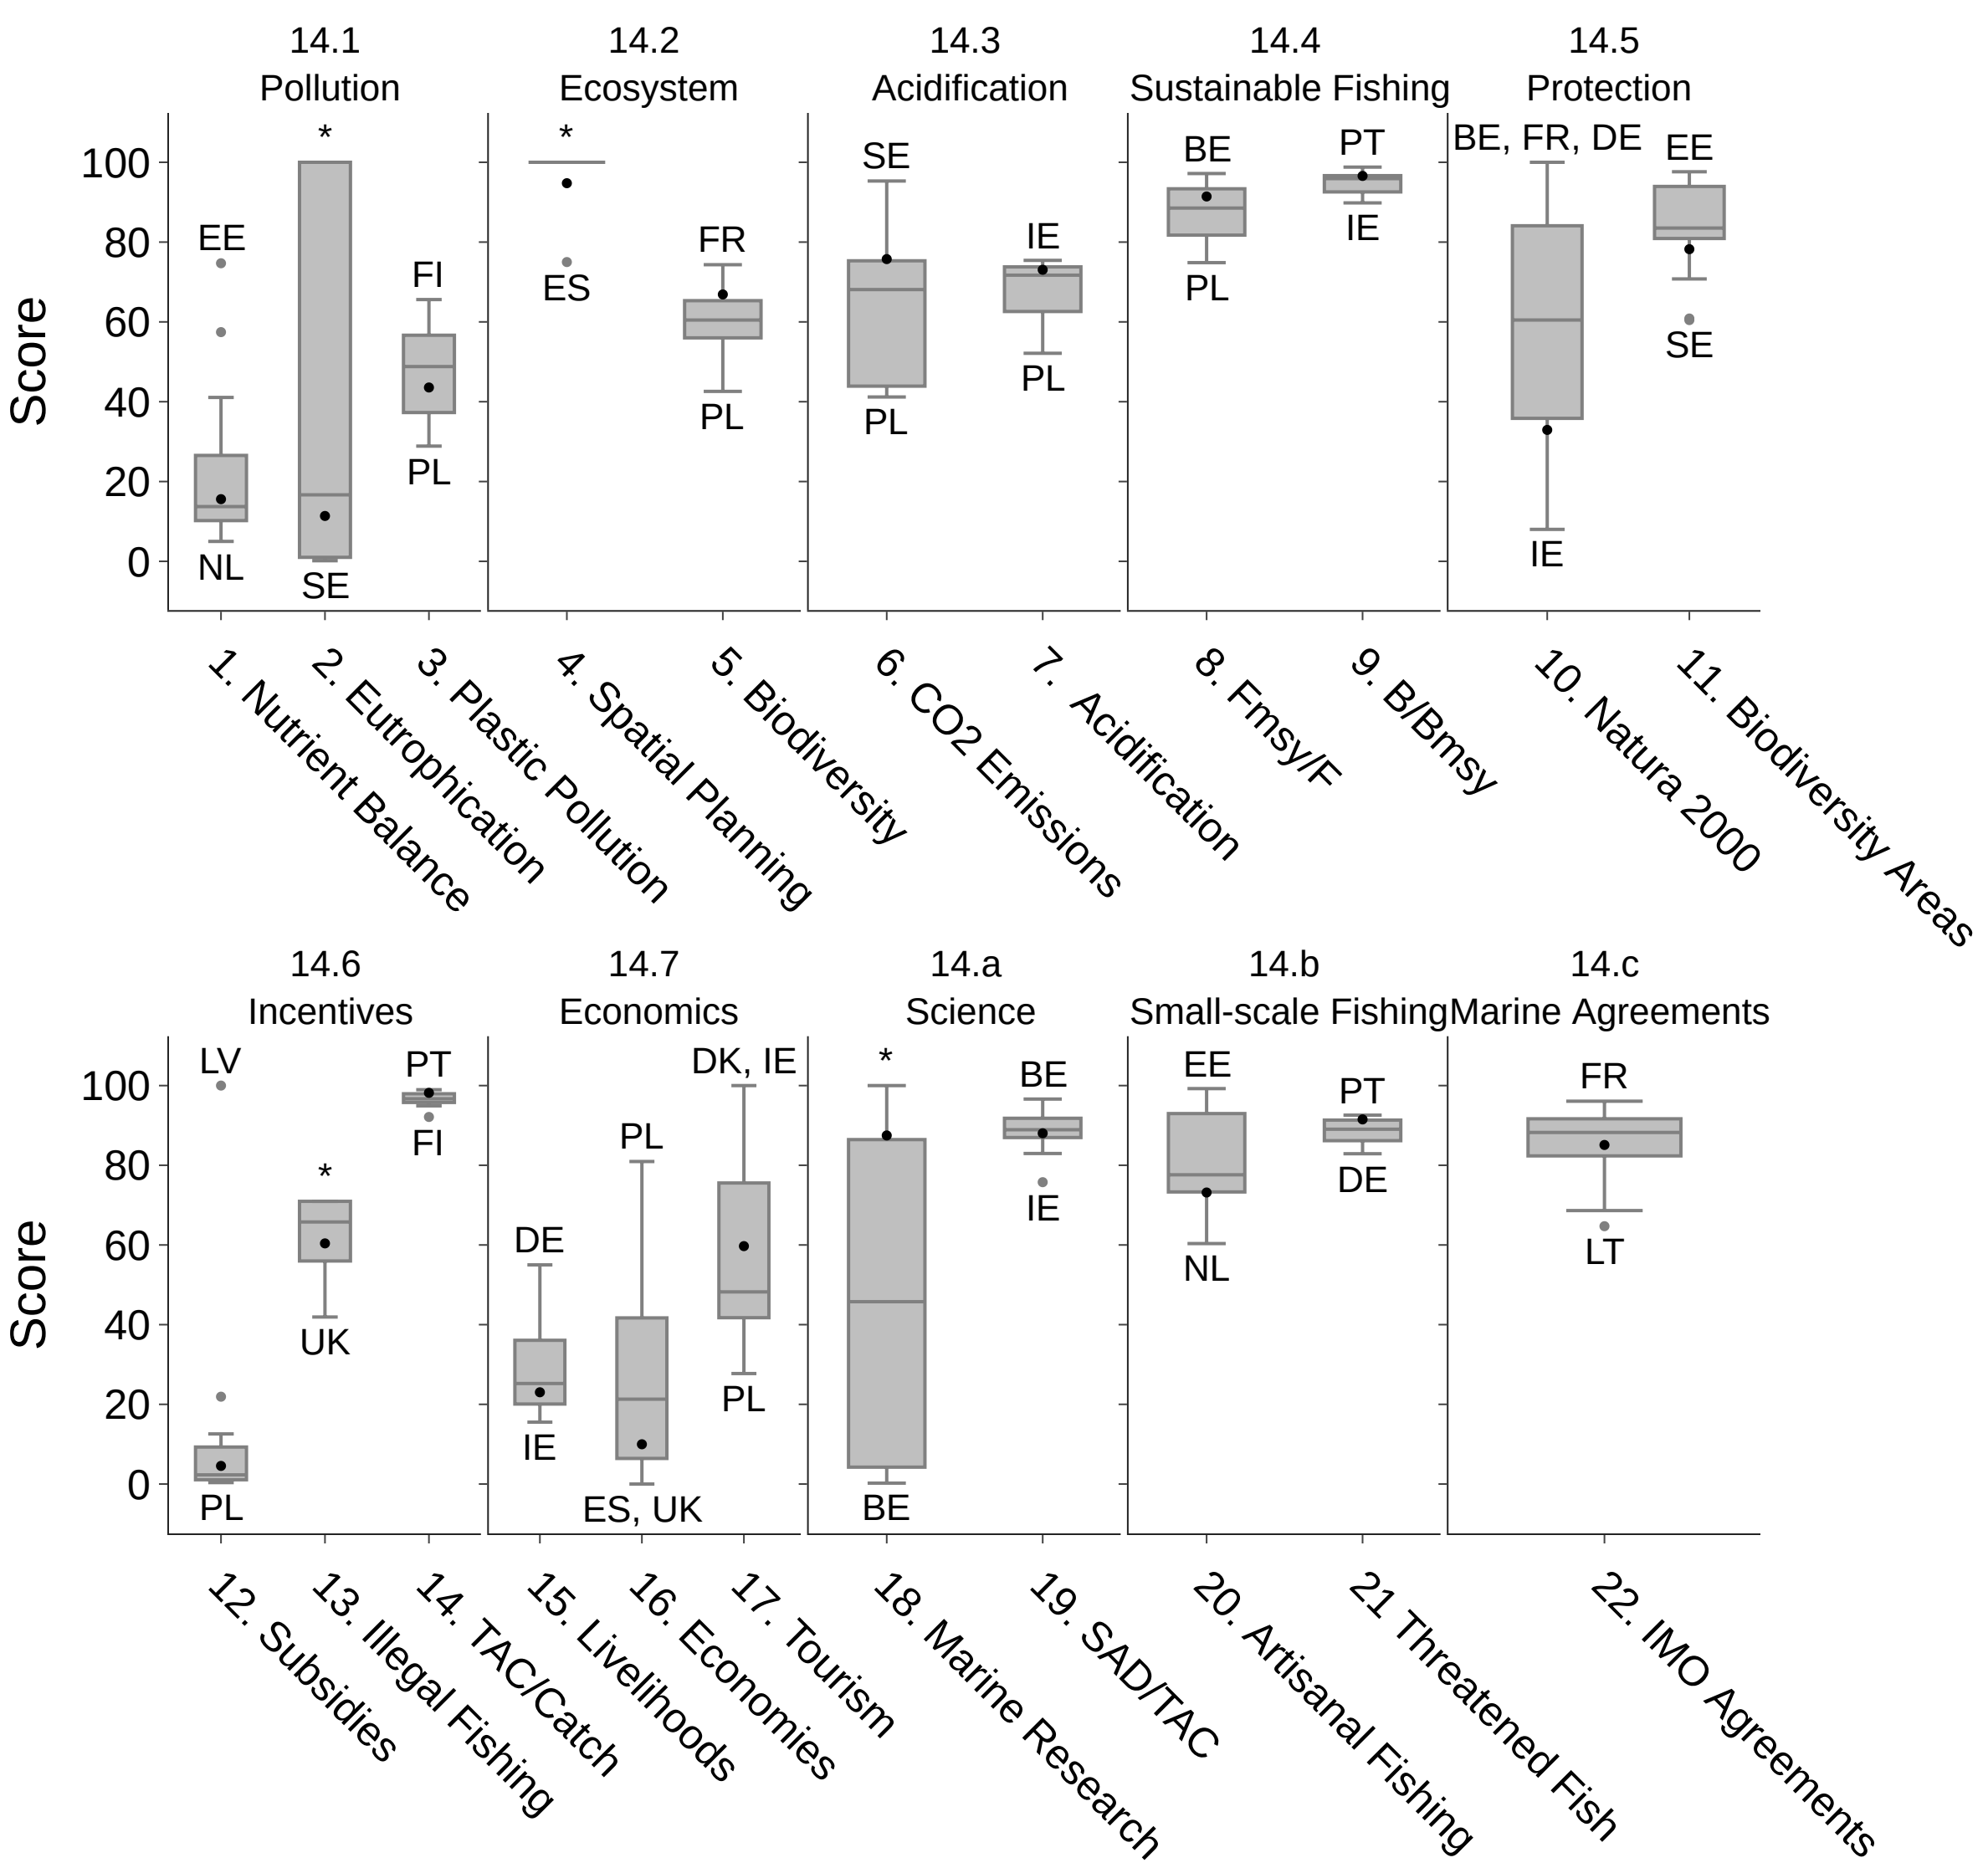 14.1
Pollution
14.2
Ecosystem
14.3
Acidification
14.4
Sustainable Fishing
14.5
Protection
Score
100
80
60
40
20
0
EE
NL
*
SE
FI
PL
*
ES
FR
PL
SE
PL
IE
PL
BE
PL
PT
IE
BE, FR, DE
IE
EE
SE
1. Nutrient Balance
2. Eutrophication
3. Plastic Pollution
4. Spatial Planning
5. Biodiversity
6. CO2 Emissions
7. Acidification
8. Fmsy/F
9. B/Bmsy
10. Natura 2000
11. Biodiversity Areas
14.6
Incentives
14.7
Economics
14.a
Science
14.b
Small-scale Fishing
14.c
Marine Agreements
Score
100
80
60
40
20
0
LV
PL
*
UK
PT
FI
DE
IE
PL
ES, UK
DK, IE
PL
*
BE
BE
IE
EE
NL
PT
DE
FR
LT
12. Subsidies
13. Illegal Fishing
14. TAC/Catch
15. Livelihoods
16. Economies
17. Tourism
18. Marine Research
19. SAD/TAC
20. Artisanal Fishing
21 Threatened Fish
22. IMO Agreements